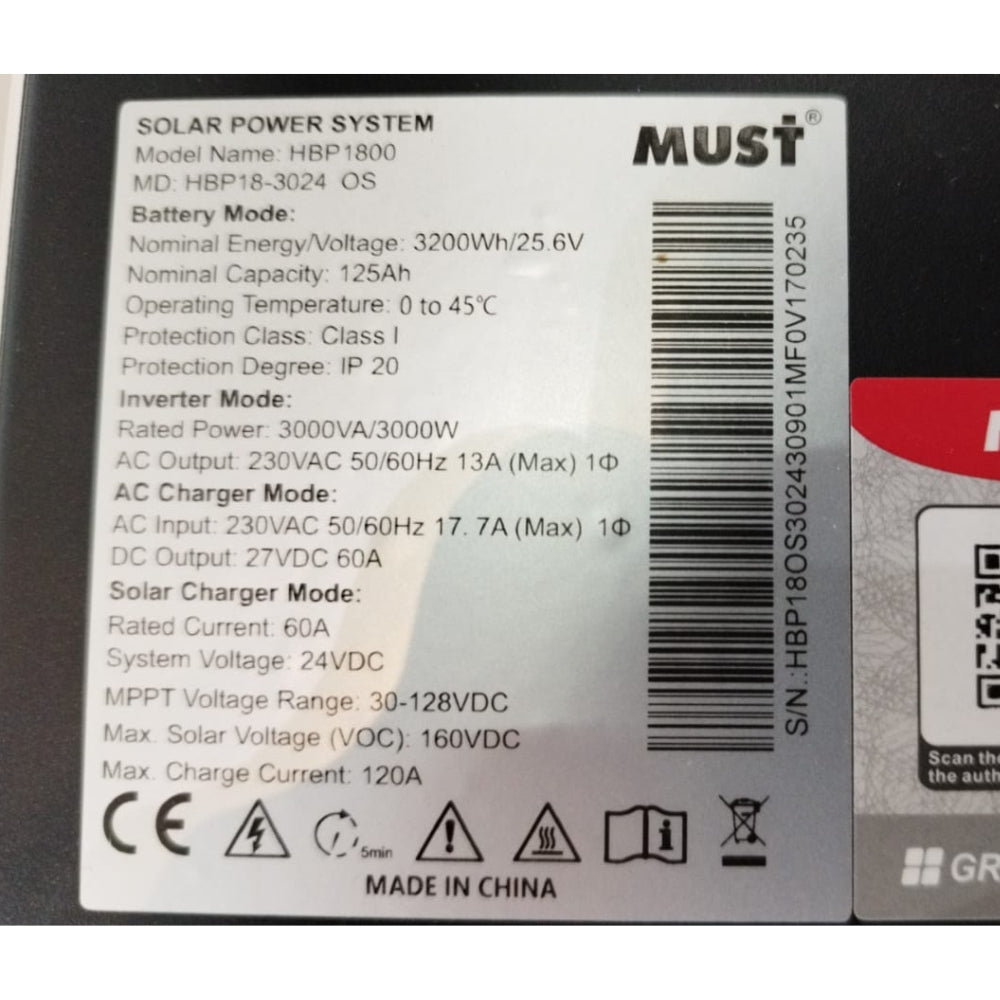 SOLAR POWER SYSTEM
Model Name: HBP1800
MD: HBP18-3024 OS
Battery Mode:
Nominal Energy/Voltage: 3200Wh/25.6V
Nominal Capacity: 125Ah
Operating Temperature: 0 to 45℃
Protection Class: Class I
Protection Degree: IP 20
Inverter Mode:
Rated Power: 3000VA/3000W
AC Output: 230VAC 50/60Hz 13A (Max) 1Φ
AC Charger Mode:
AC Input: 230VAC 50/60Hz 17. 7A (Max) 1Φ
DC Output: 27VDC 60A
Solar Charger Mode:
Rated Current: 60A
System Voltage: 24VDC
MPPT Voltage Range: 30-128VDC
Max. Solar Voltage (VOC): 160VDC
Max. Charge Current: 120A
CE
5min
MADE IN CHINA
MUST®
S/N.:HBP18OS302430901MF0V170235
Scan the
the auth
GR